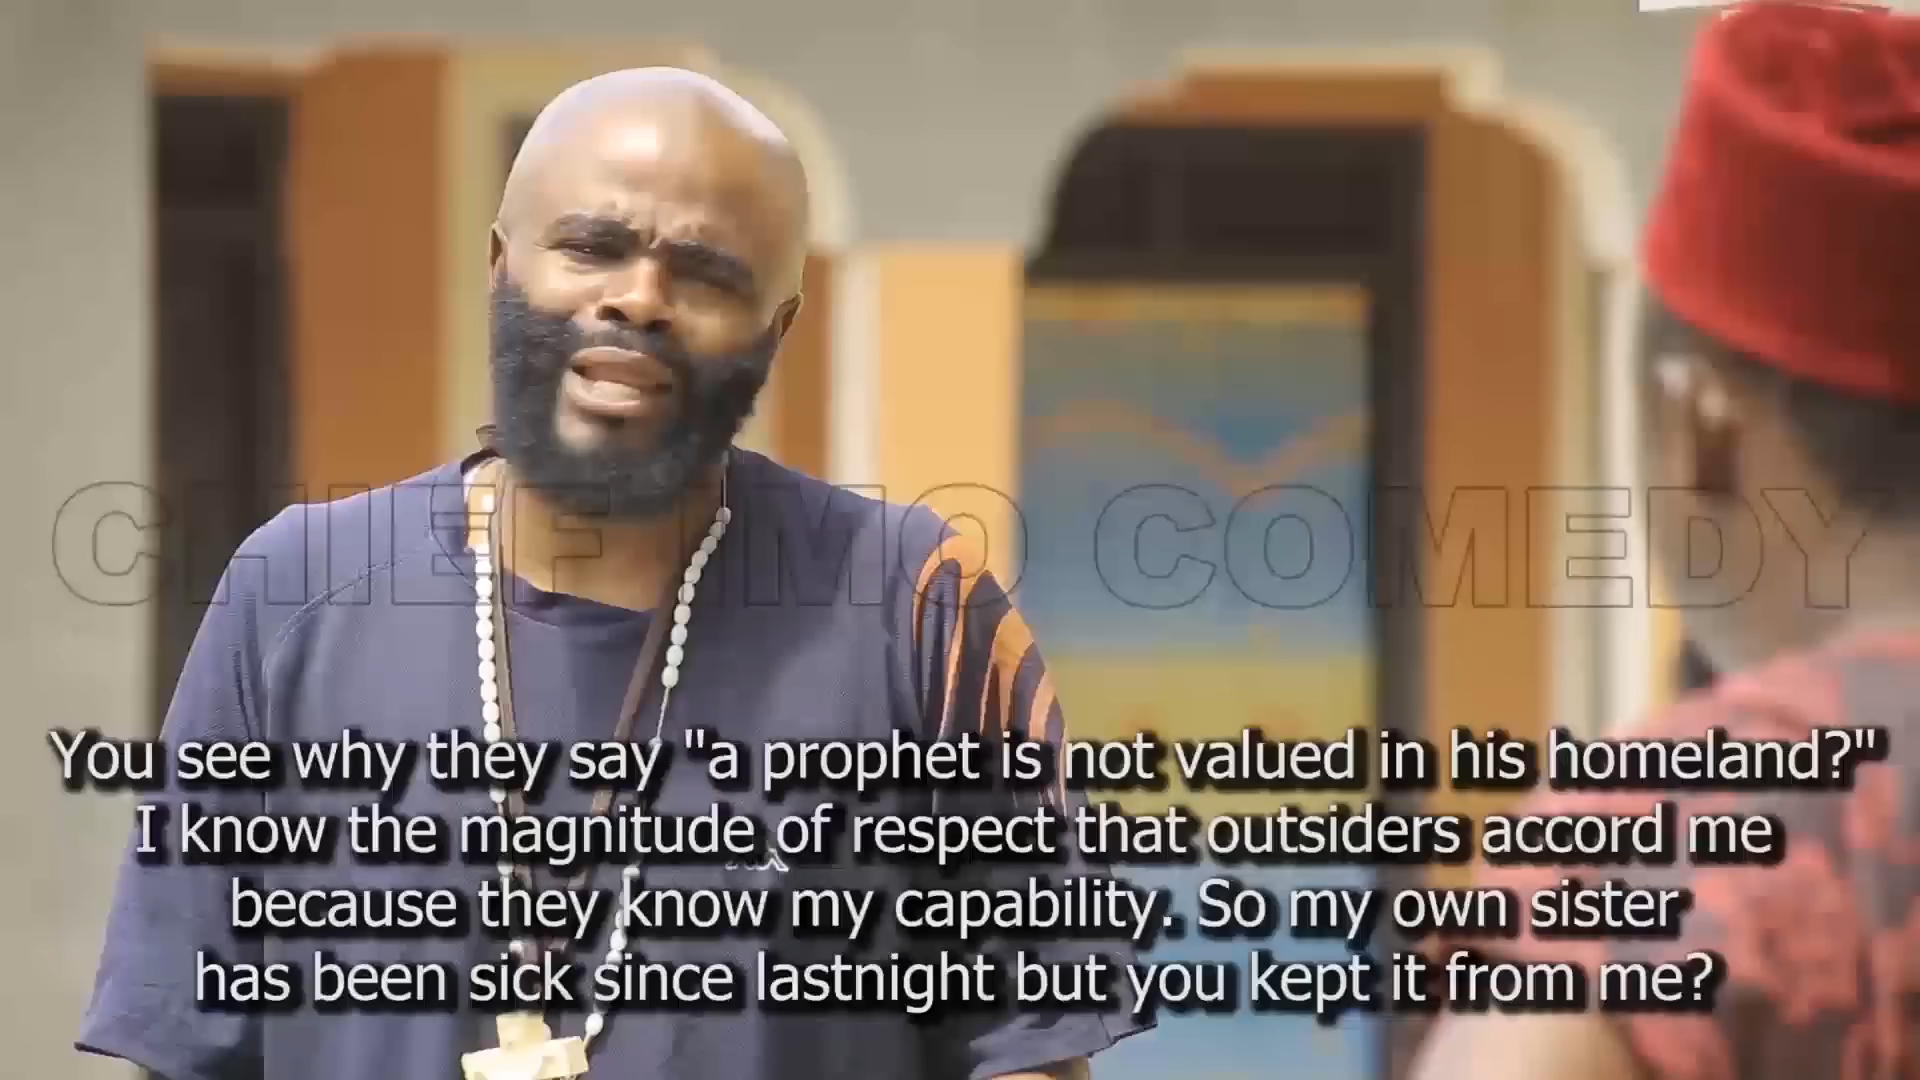 CHIEF IMO COMEDY
You see why they say "a prophet is not valued in his homeland?"
I know the magnitude of respect that outsiders accord me
because they know my capability. So my own sister
has been sick since lastnight but you kept it from me?